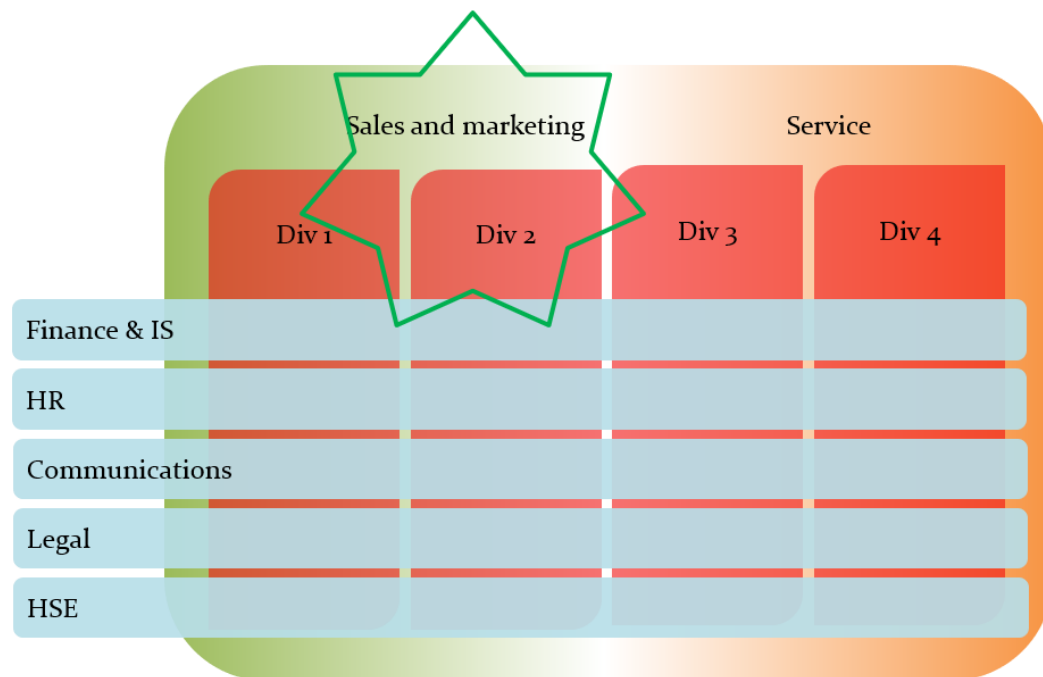 Sales and marketing
Service
Div 1
Div 2
Div 3
Div 4
Finance & IS
HR
Communications
Legal
HSE